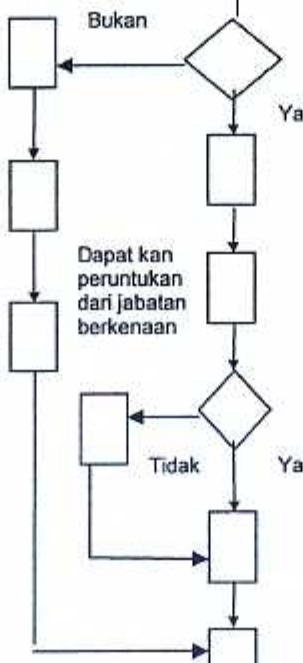 Bukan
Ya
Dapat kan
peruntukan
dari jabatan
berkenaan
Tidak
Ya